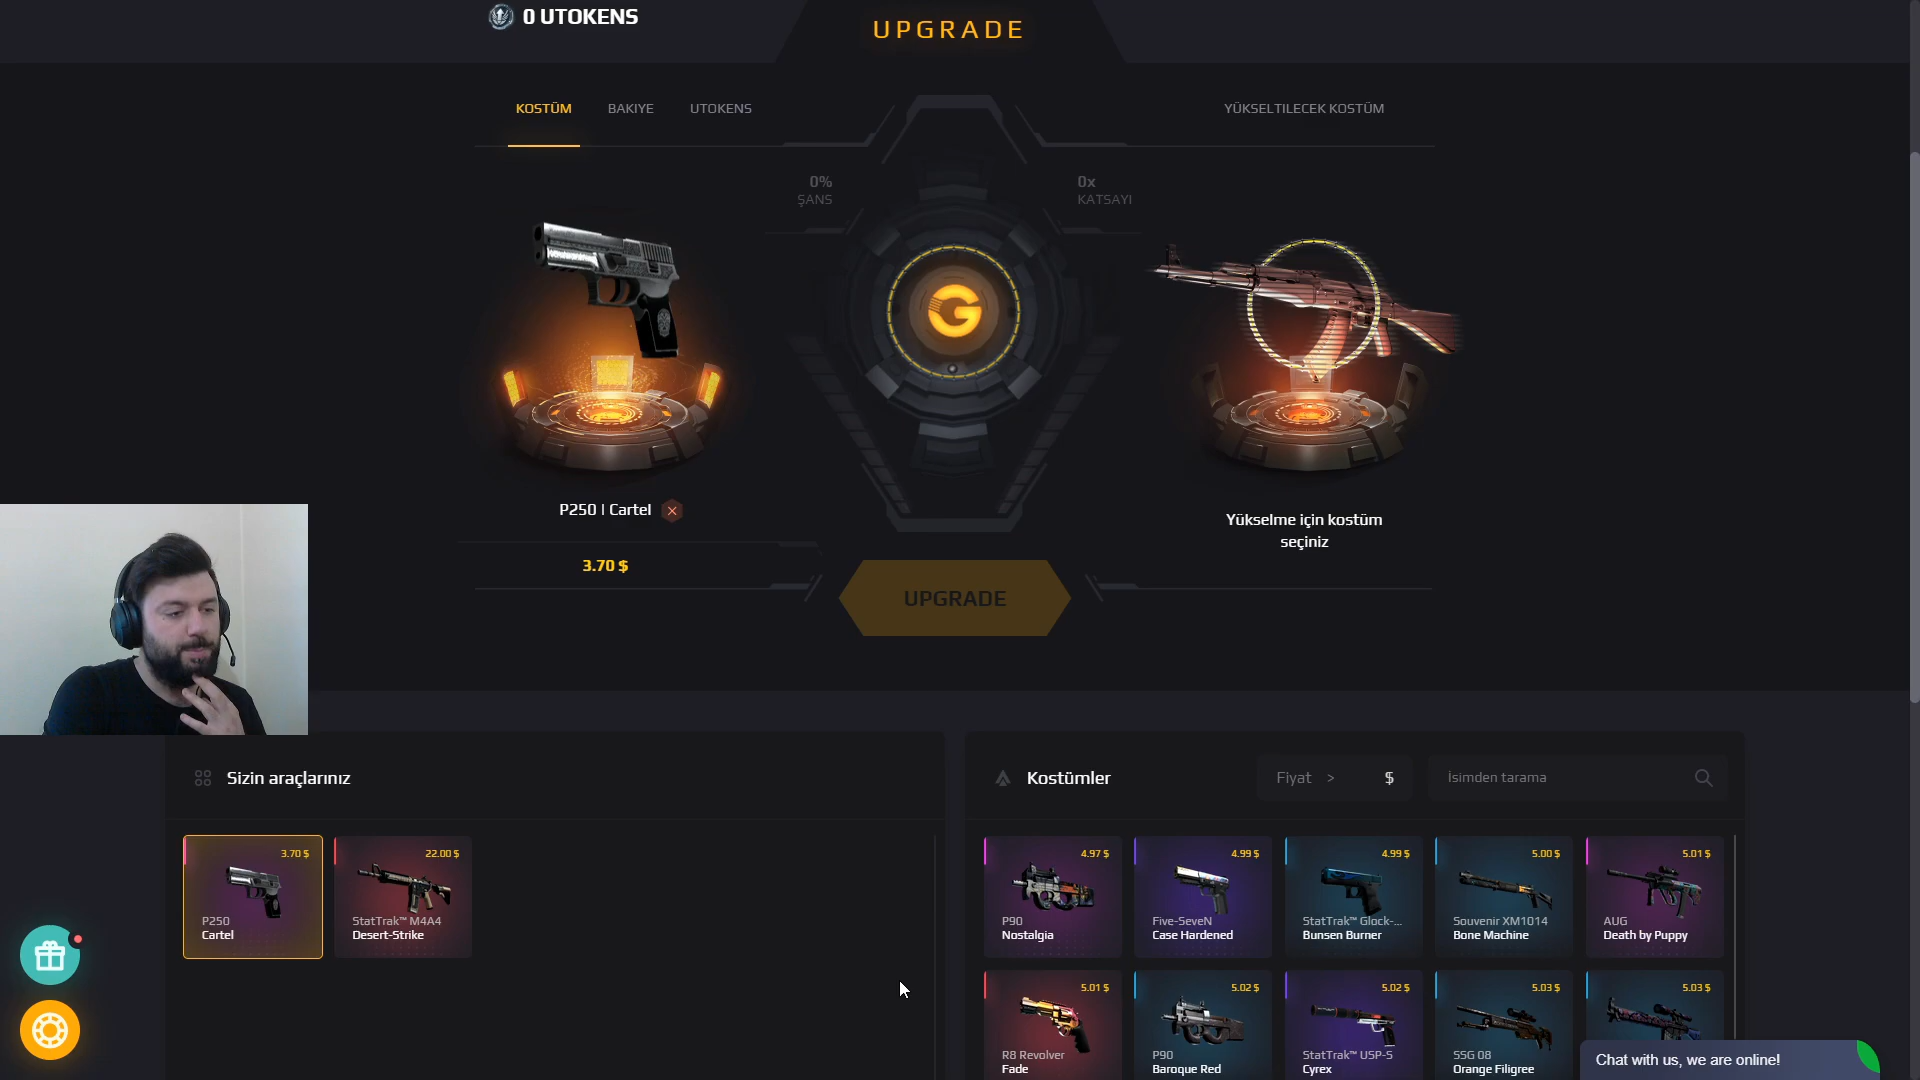 0 UTOKENS
UPGRADE
KOSTÜM
BAKIYE
UTOKENS
YÜKSELTILECEK KOSTÜM
0%
ŞANS
0x
KATSAYI
P250 | Cartel
3.70 $
Yükselme için kostüm
seçiniz
UPGRADE
Sizin araçlarınız
Kostümler
Fiyat >
$
İsimden tarama
3.70 $
P250
Cartel
22.00 $
StatTrak™ M4A4
Desert-Strike
4.97 $
P90
Nostalgia
4.99 $
Five-SeveN
Case Hardened
4.99 $
StatTrak™ Glock-...
Bunsen Burner
5.00 $
Souvenir XM1014
Bone Machine
5.01 $
AUG
Death by Puppy
5.01 $
R8 Revolver
Fade
5.02 $
P90
Baroque Red
5.02 $
StatTrak™ USP-S
Cyrex
5.03 $
SSG 08
Orange Filigree
5.03 $
Chat with us, we are online!